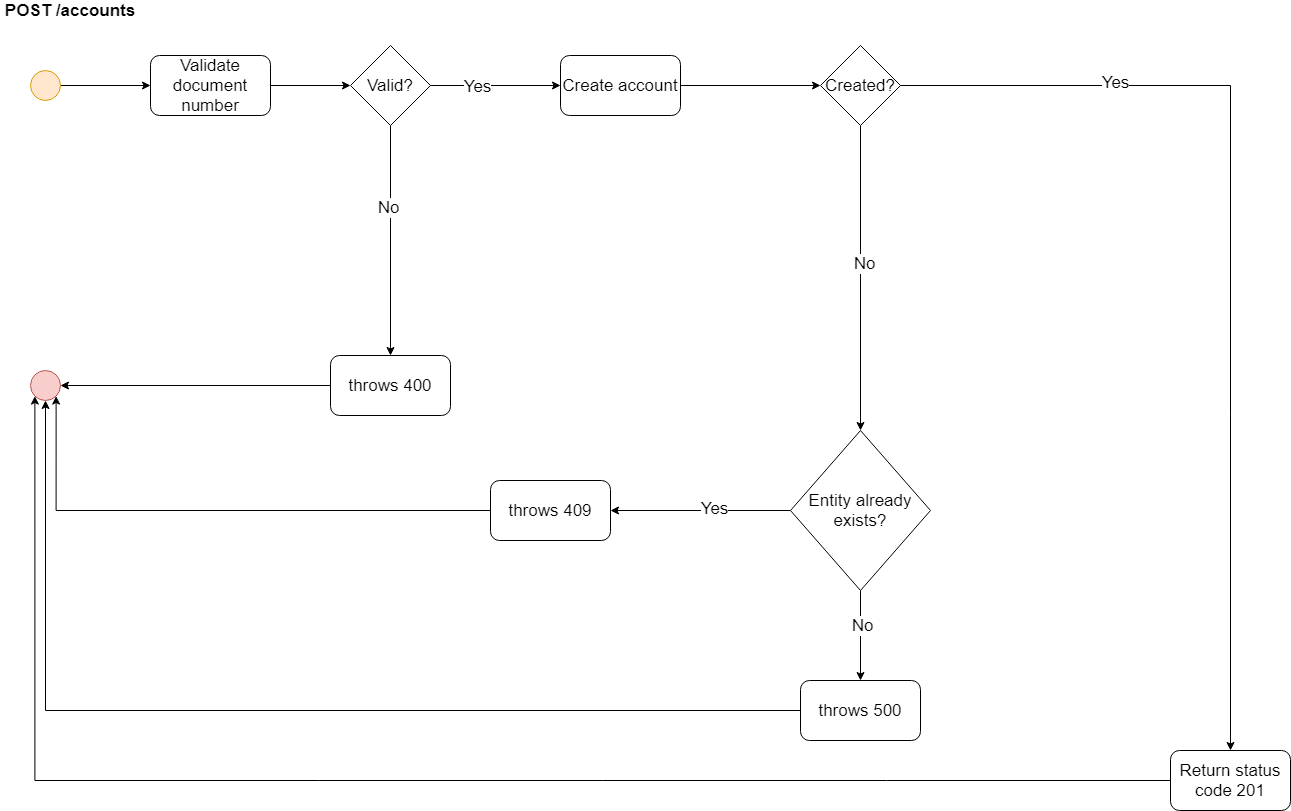 POST /accounts
Validate
document
number
Valid?
Yes
Create account
Created?
Yes
No
No
throws 400
Entity already
exists?
Yes
throws 409
No
throws 500
Return status
code 201